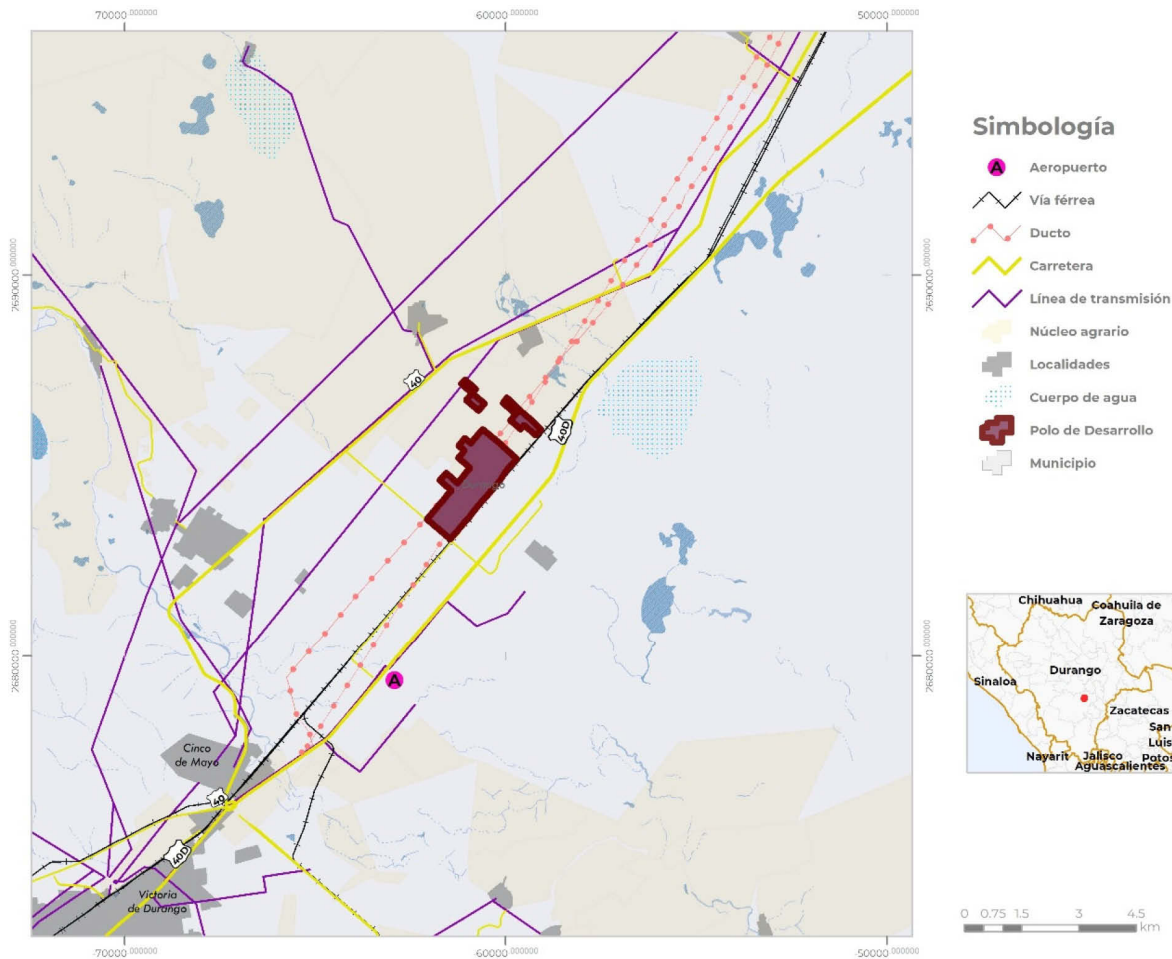 -70000.000000
-60000.000000
-50000.000000
2690000.000000
2690000.000000
2680000.000000
2680000.000000
40
40D
A
Cinco
de Mayo
40
40D
Victoria
de Durango
-70000.000000
-60000.000000
-50000.000000
Simbología
A Aeropuerto
Vía férrea
Ducto
Carretera
Línea de transmisión
Núcleo agrario
Localidades
Cuerpo de agua
Polo de Desarrollo
Municipio
Chihuahua
Coahuila de
Zaragoza
Durango
Sinaloa
Zacatecas
San
Luis
Potos
Nayarit
Jalisco
Aguascalientes
0 0.75 1.5 3 4.5
km